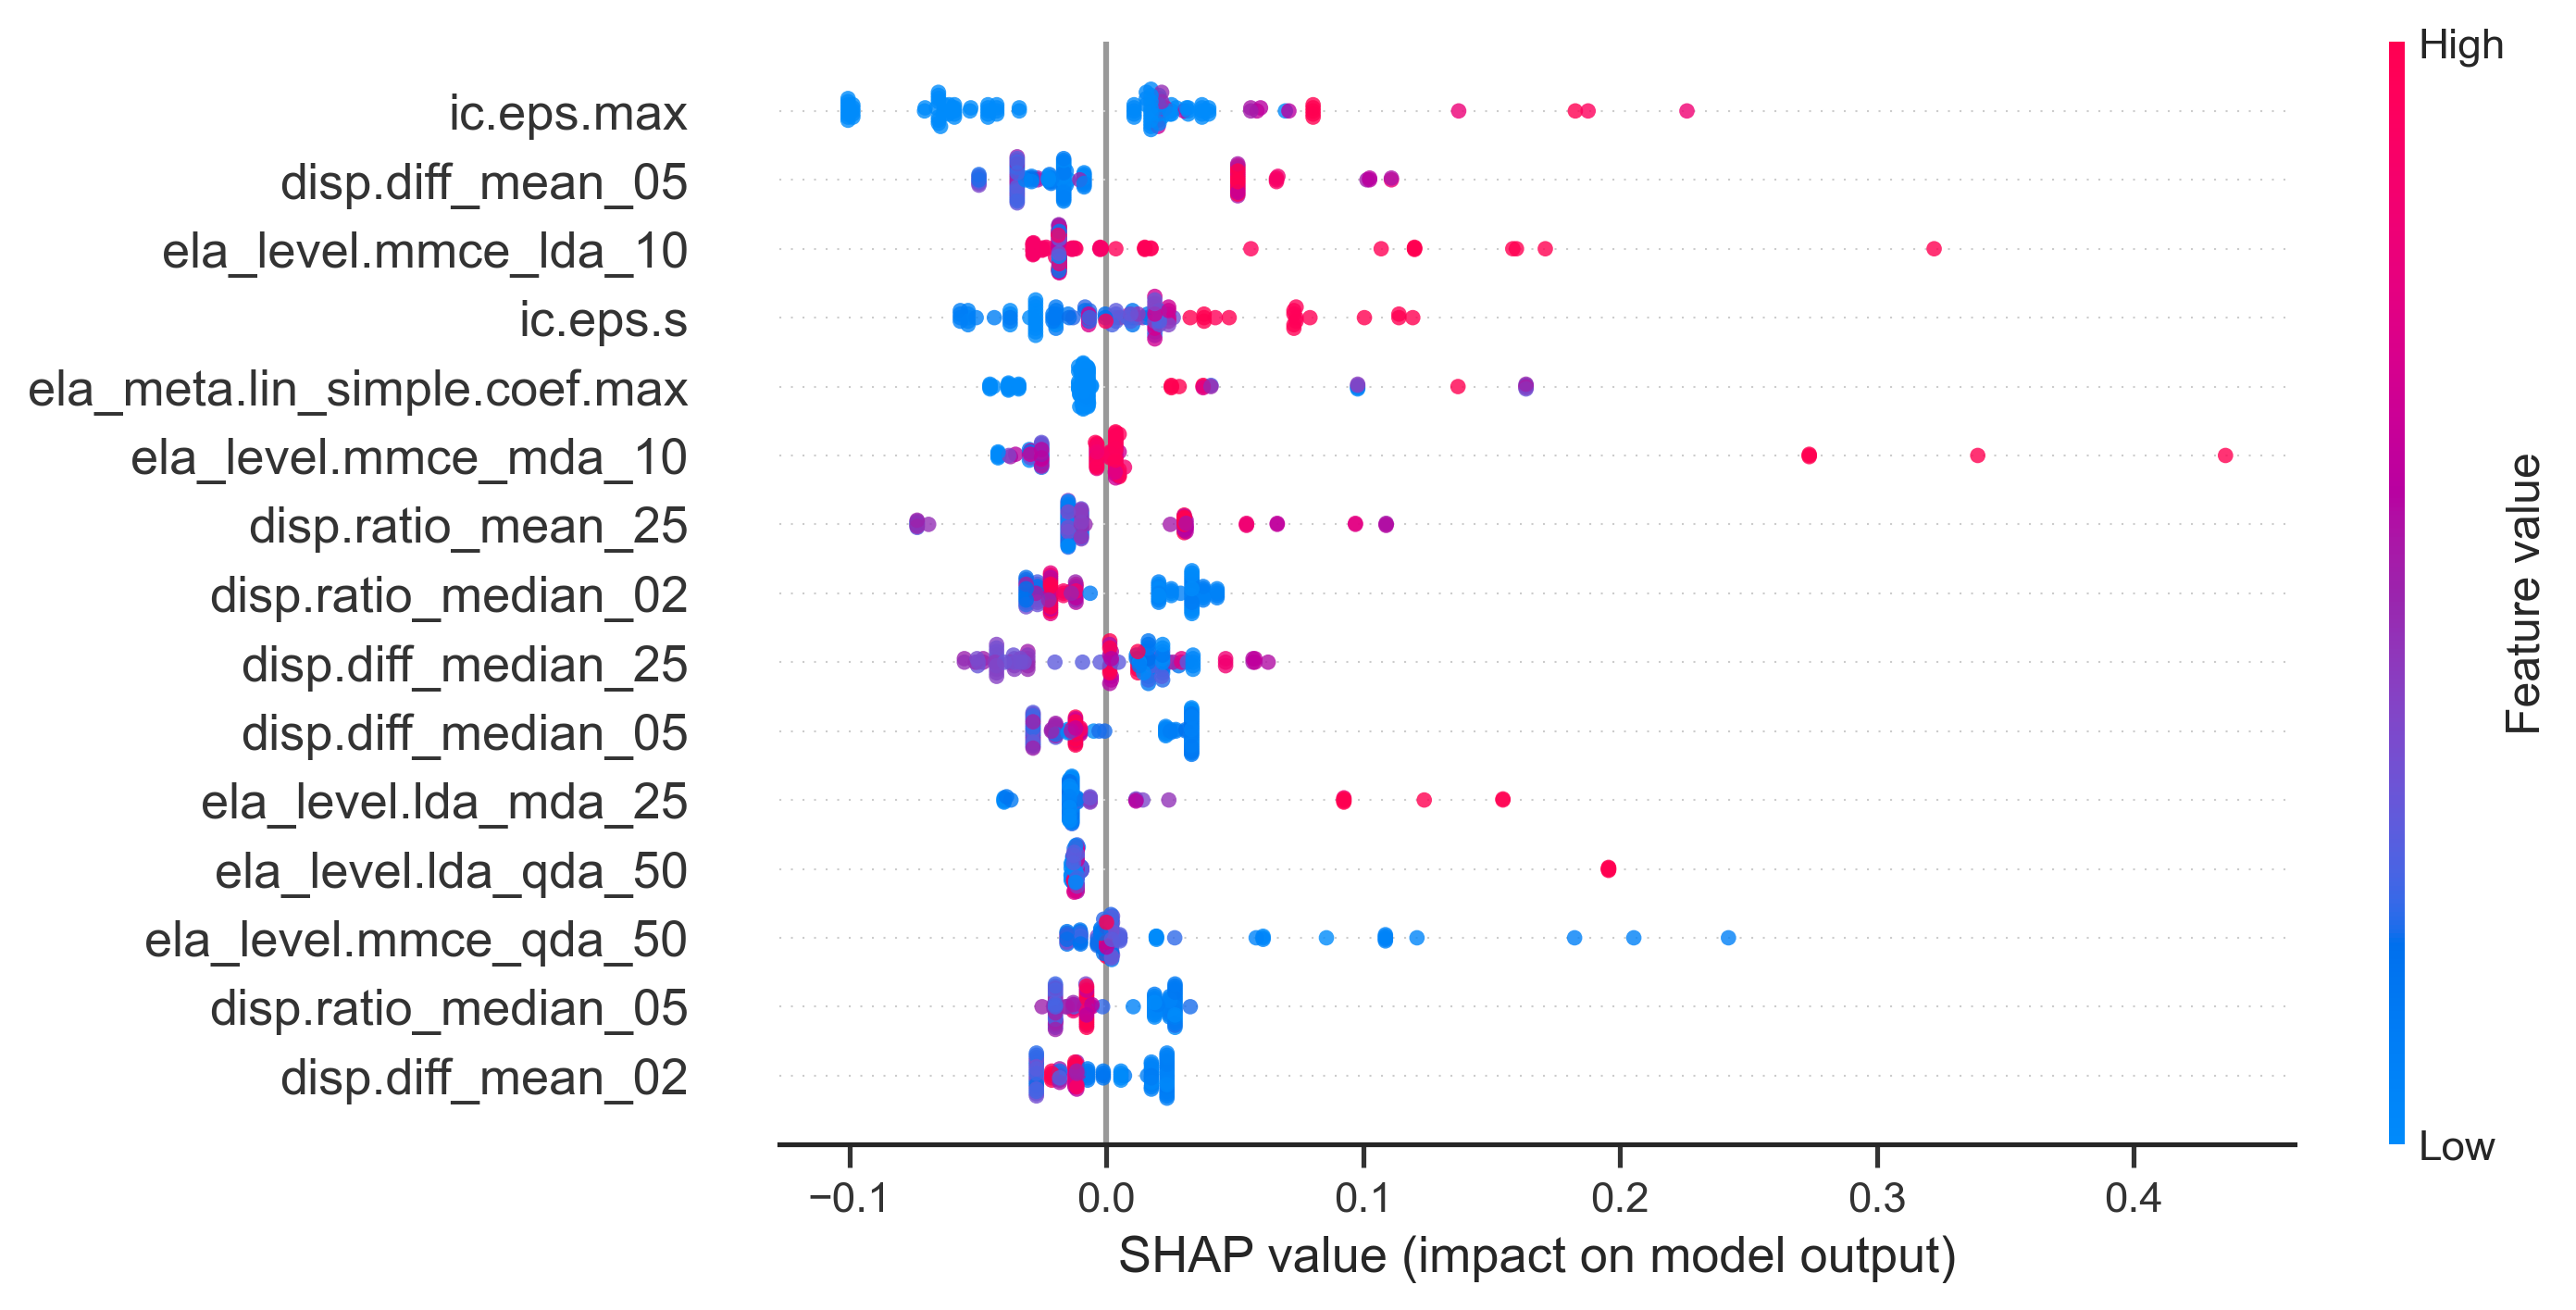 High
ic.eps.max
disp.diff_mean_05
ela_level.mmce_lda_10
ic.eps.s
ela_meta.lin_simple.coef.max
ela_level.mmce_mda_10
disp.ratio_mean_25
disp.ratio_median_02
disp.diff_median_25
disp.diff_median_05
ela_level.lda_mda_25
ela_level.lda_qda_50
ela_level.mmce_qda_50
disp.ratio_median_05
disp.diff_mean_02
Feature value
Low
−0.1 0.0 0.1 0.2 0.3 0.4
SHAP value (impact on model output)